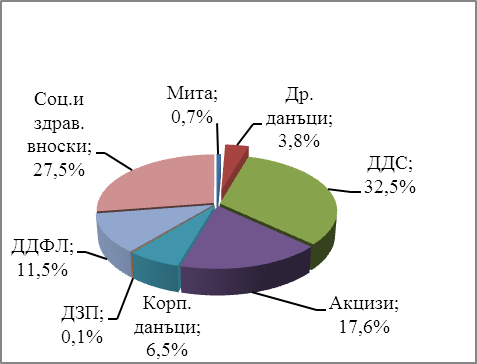 Мита;
0,7%
Др.
данъци;
3,8%
ДДС;
32,5%
Акцизи;
17,6%
Корп.
данъци;
6,5%
ДЗП;
0,1%
ДДФЛ;
11,5%
Соц.и
здрав.
вноски;
27,5%